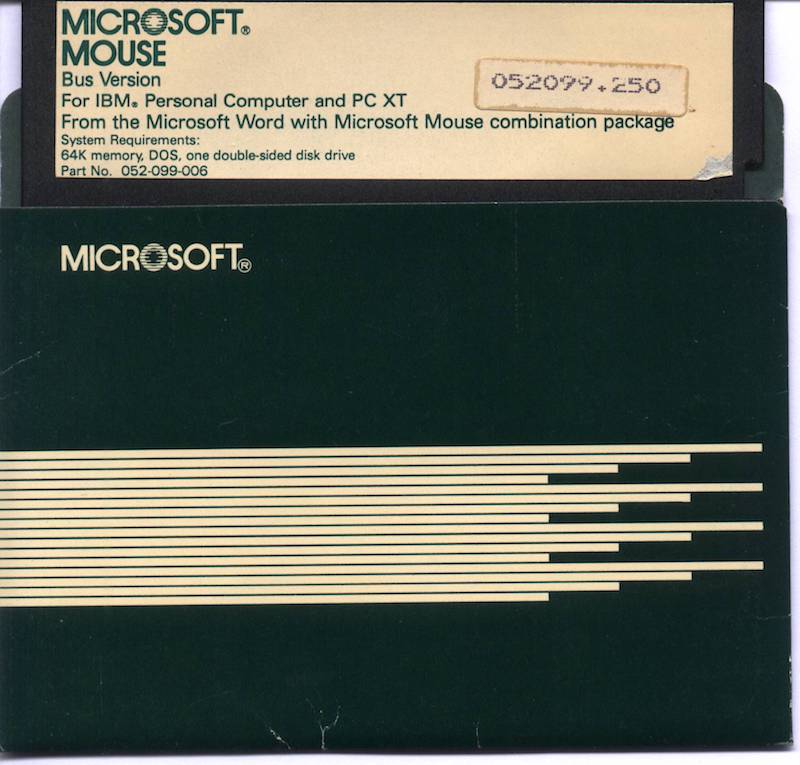 MICROSOFT®
MOUSE
Bus Version
For IBM® Personal Computer and PC XT
From the Microsoft Word with Microsoft Mouse combination package
System Requirements:
64K memory, DOS, one double-sided disk drive
Part No. 052-099-006
052099.250
MICROSOFT®